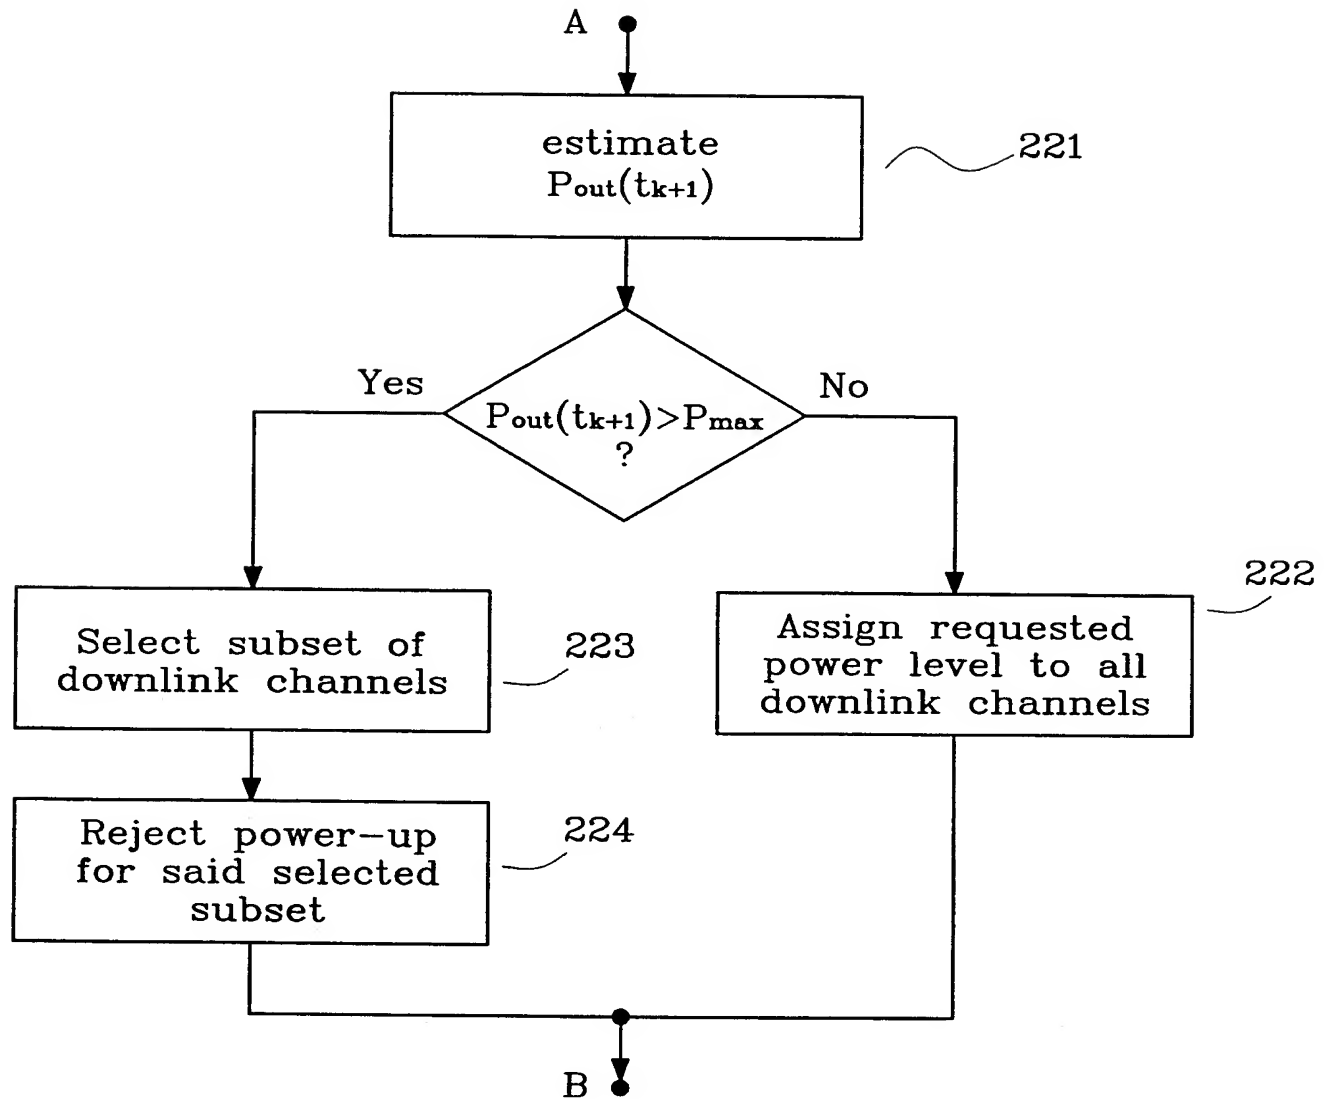 A
estimate
Pout(tk+1)
221
Yes
No
Pout(tk+1)>Pmax
?
222
Select subset of
downlink channels
223
Assign requested
power level to all
downlink channels
Reject power-up
for said selected
subset
224
B